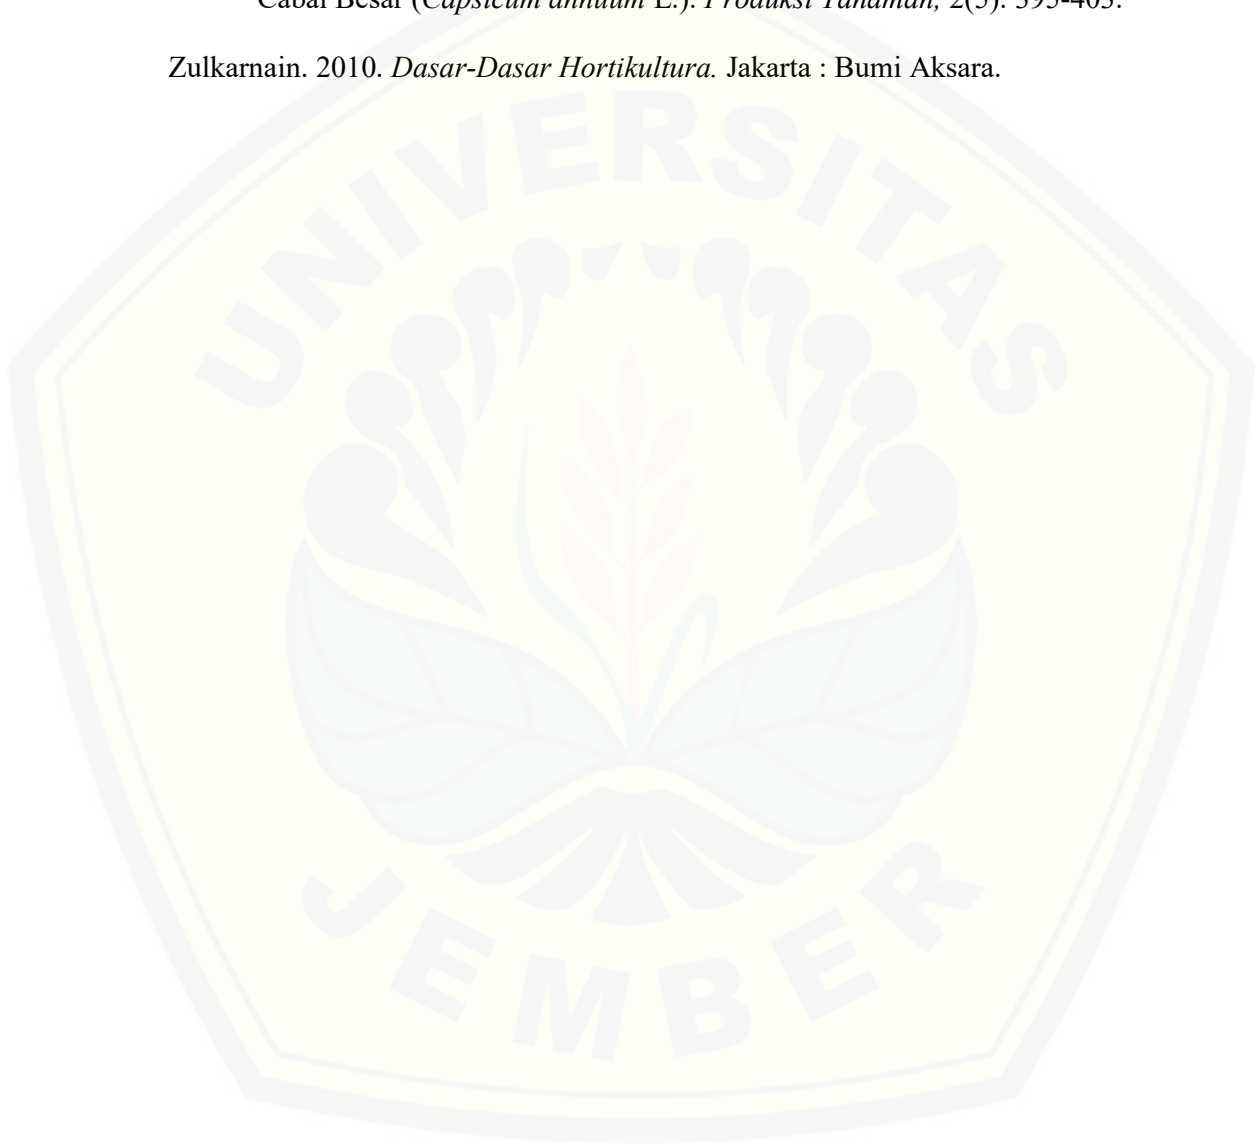 Cabai Besar (Capsicum annuum L.). Produksi Tanaman, 2(5): 395-403.
Zulkarnain. 2010. Dasar-Dasar Hortikultura. Jakarta : Bumi Aksara.
UNIVERSITAS
JEMBER